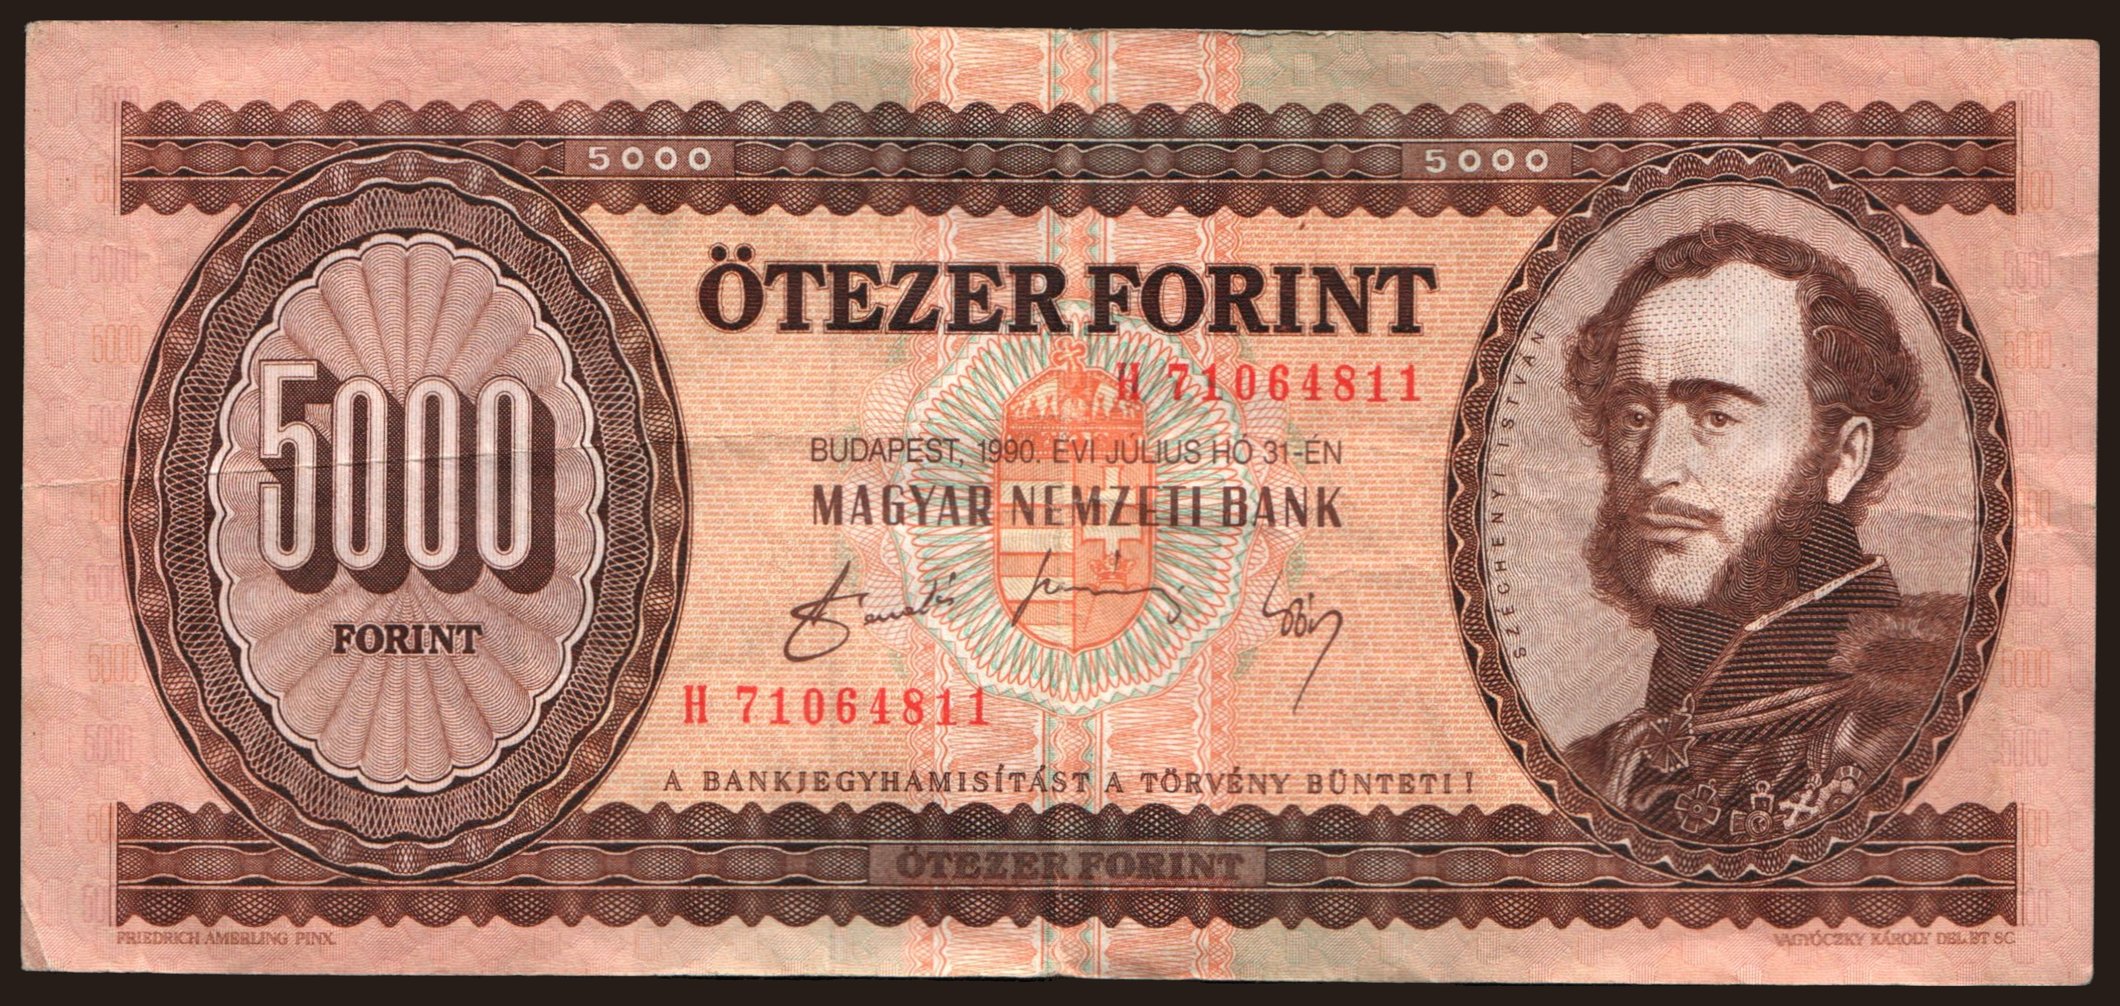 5000 5000
ÖTEZER FORINT
H 71064811
BUDAPEST, 1990. ÉVI JÚLIUS HÓ 31-ÉN
MAGYAR NEMZETI BANK
5000
FORINT
SZÉCHENYI ISTVÁN
H 71064811
A BANKJEGYHAMISÍTÁST A TÖRVÉNY BÜNTETI!
ÖTEZER FORINT
FRIEDRICH AMERLING PINX.
VAGYÓCZKY KÁROLY DEL. ET SC.